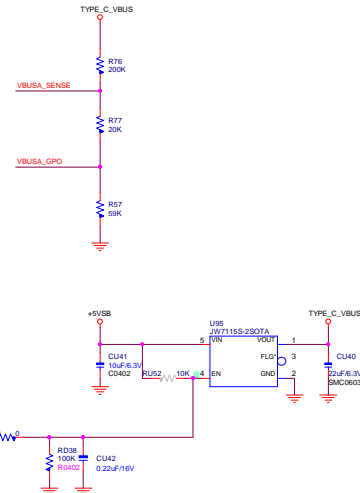 TYPE_C_VBUS
R76
200K
VBUSA_SENSE
R77
20K
VBUSA_GPO
R57
59K
+5VSB
U95
JW7115S-2SOTA
TYPE_C_VBUS
5
VIN
VOUT
1
CU41
10uF/6.3V
C0402
FLG*
3
CU40
22uF/6.3V
SMC0603
RU52
10K
4
EN
GND
2
0
RD38
100K
R0402
CU42
0.22uF/16V